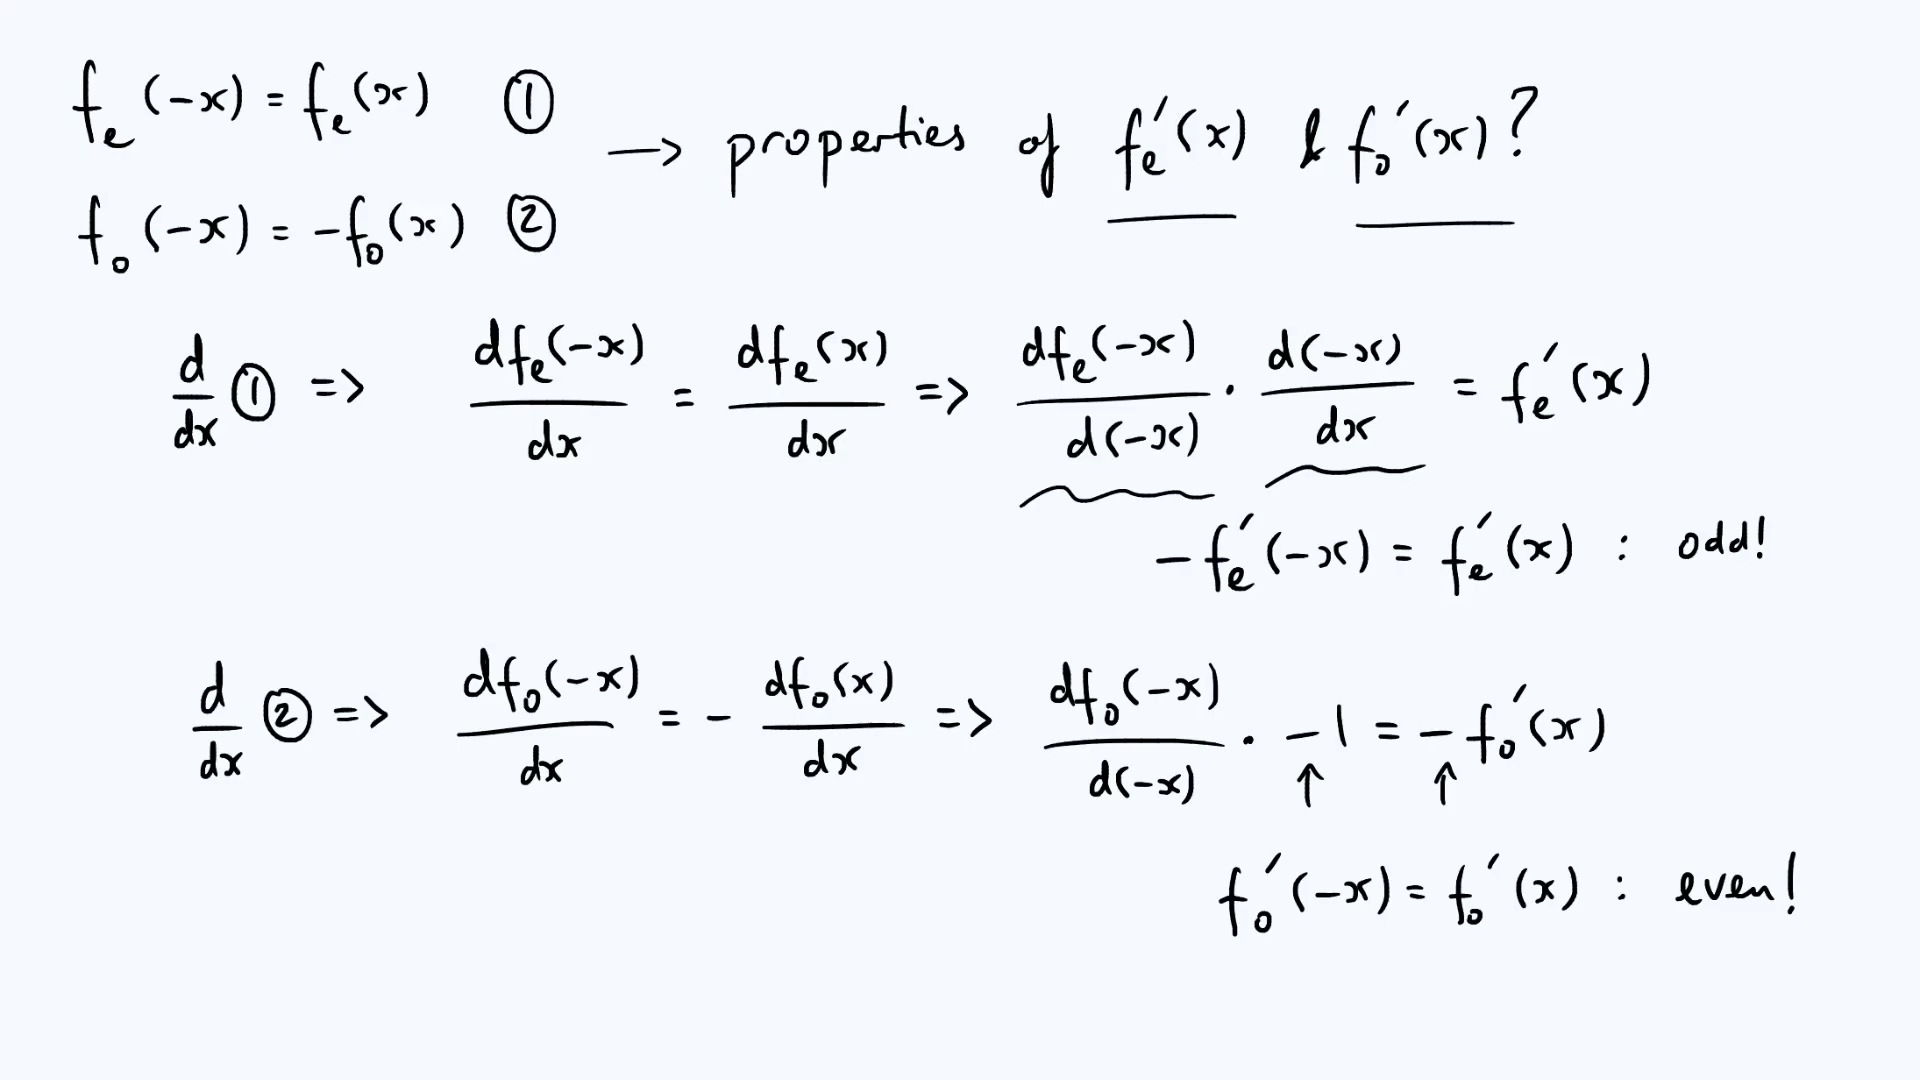 fₑ(-x) = fₑ(x) ①
→ properties of fₑ'(x) & fₒ'(x)?
fₒ(-x) = -fₒ(x) ②
d/dx ① => dfₑ(-x)/dx = dfₑ(x)/dx => dfₑ(-x)/d(-x) · d(-x)/dx = fₑ'(x)
-fₑ'(-x) = fₑ'(x) : odd!
d/dx ② => dfₒ(-x)/dx = - dfₒ(x)/dx => dfₒ(-x)/d(-x) · -1 = -fₒ'(x)
↑ ↑
fₒ'(-x) = fₒ'(x) : even!